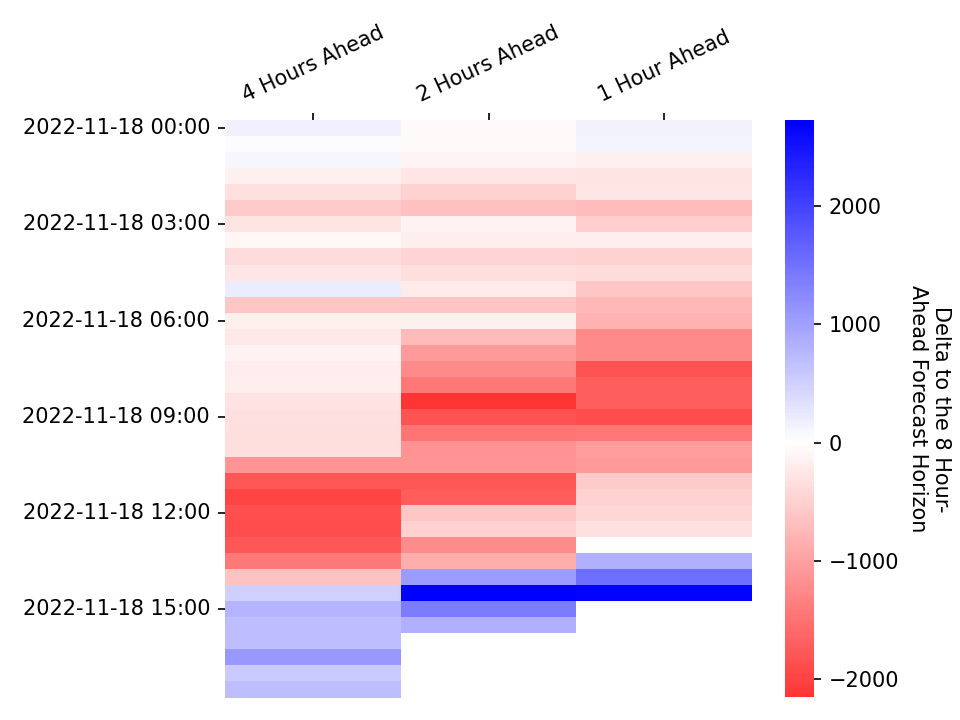 4 Hours Ahead
2 Hours Ahead
1 Hour Ahead
2022-11-18 00:00
2022-11-18 03:00
2022-11-18 06:00
2022-11-18 09:00
2022-11-18 12:00
2022-11-18 15:00
2000
1000
0
−1000
−2000
Delta to the 8 Hour-
Ahead Forecast Horizon